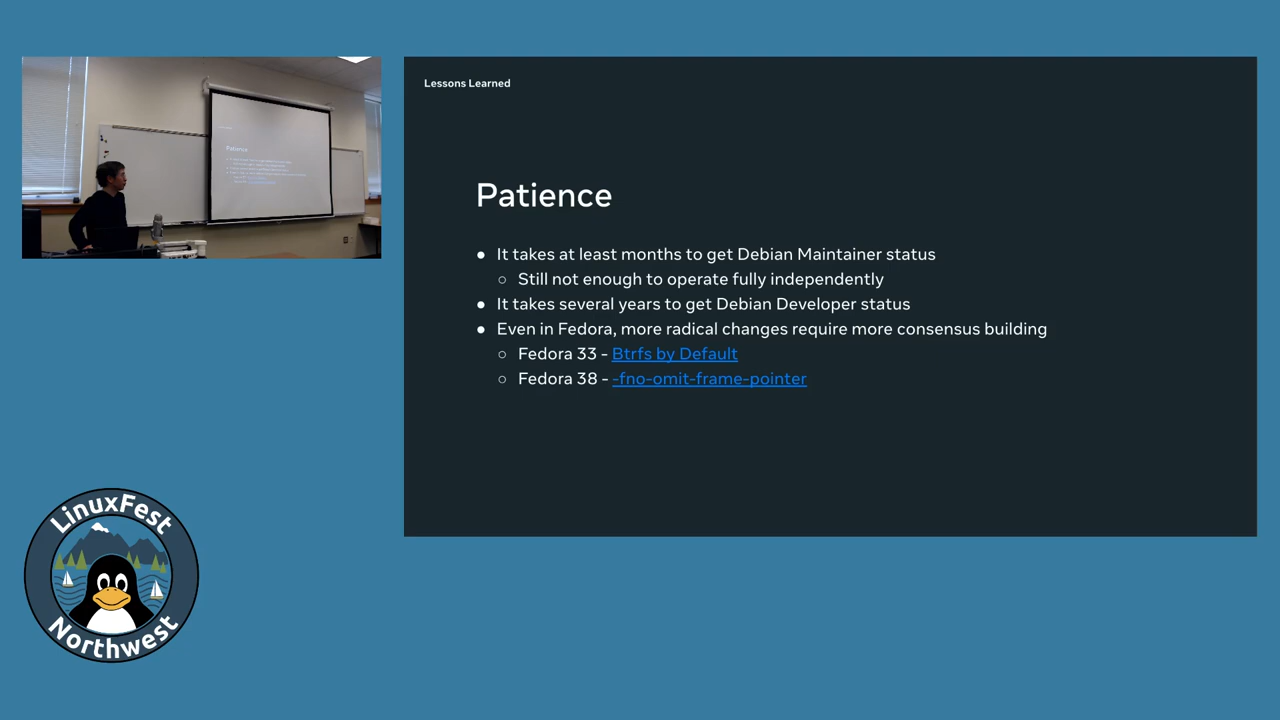 Lessons Learned
Patience
● It takes at least months to get Debian Maintainer status
○ Still not enough to operate fully independently
● It takes several years to get Debian Developer status
● Even in Fedora, more radical changes require more consensus building
○ Fedora 33 - Btrfs by Default
○ Fedora 38 - -fno-omit-frame-pointer
Patience
LinuxFest
Northwest